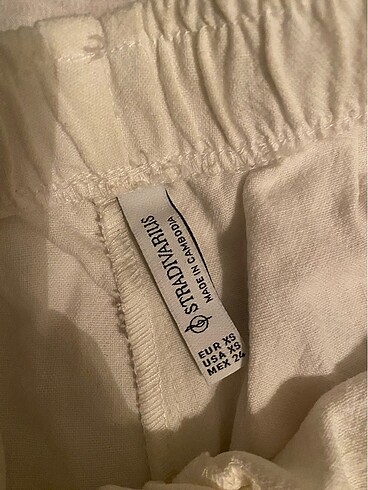 STRADIVARIUS
MADE IN CAMBODIA
EUR XS
USA XS
MEX 24